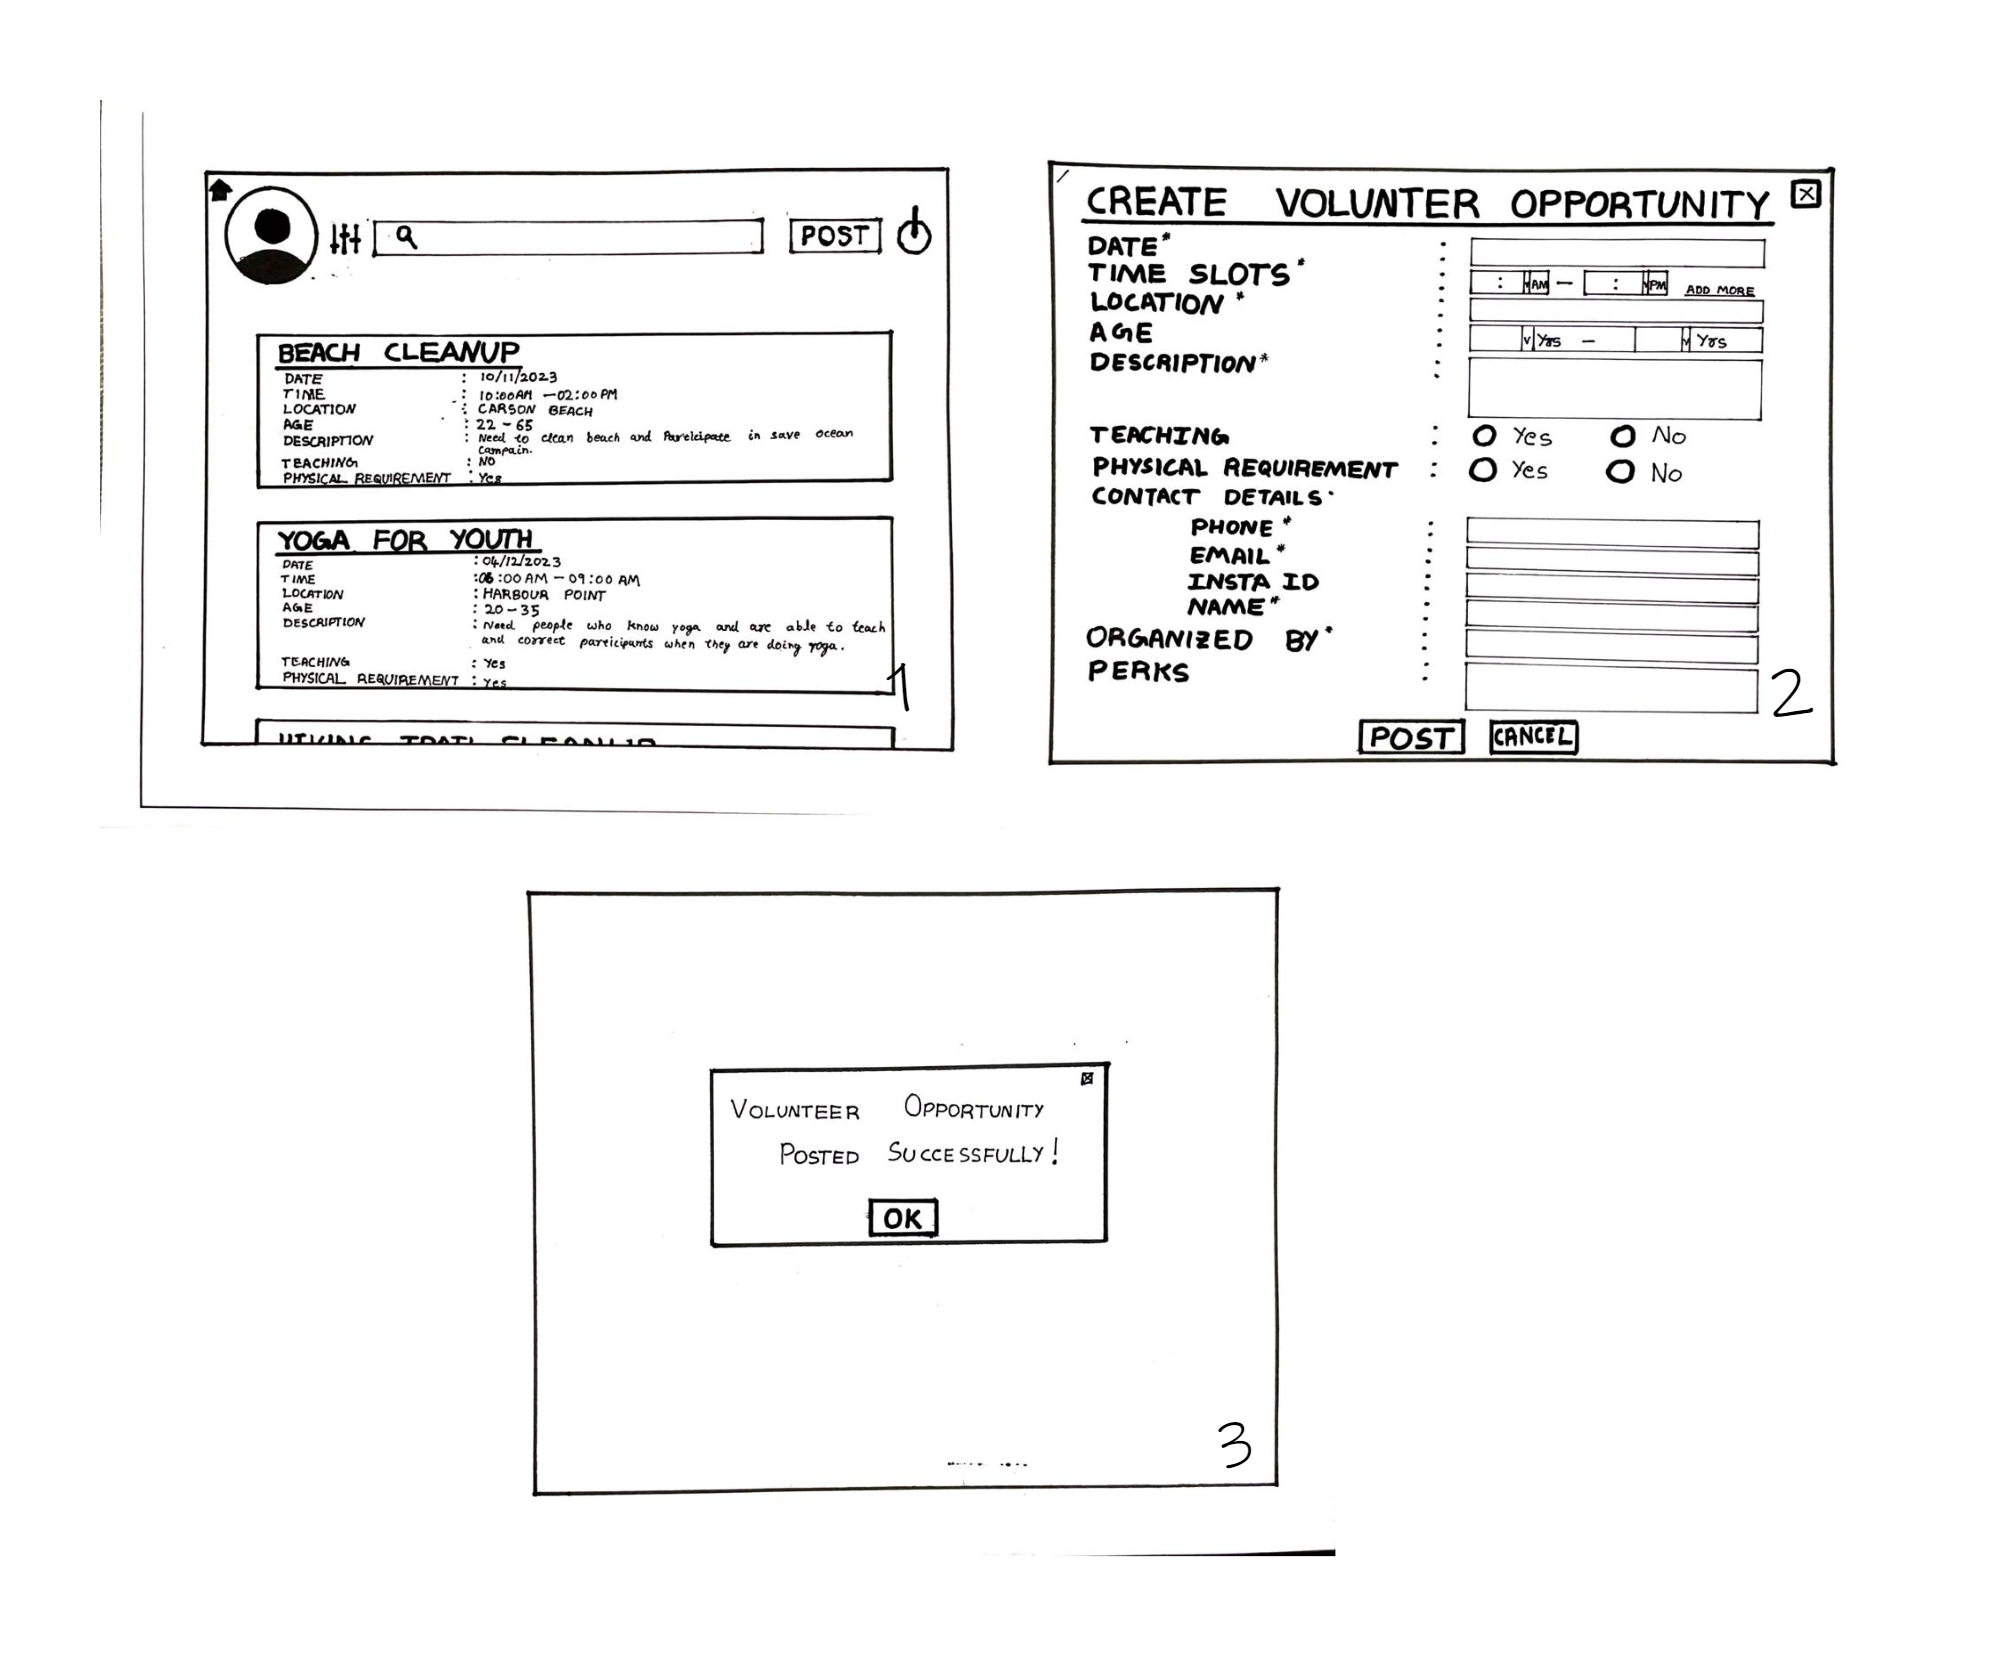 POST
BEACH CLEANUP
DATE : 10/11/2023
TIME : 10:00AM - 02:00PM
LOCATION : CARSON BEACH
AGE : 22 - 65
DESCRIPTION : Need to clean beach and Pareicipate in save ocean
campain.
TEACHING : NO
PHYSICAL REQUIREMENT : Yes
YOGA FOR YOUTH
DATE : 04/12/2023
TIME : 06:00 AM - 09:00 AM
LOCATION : HARBOUR POINT
AGE : 20-35
DESCRIPTION : Need people who know yoga and are able to teach
and correct pareicipants when they are doing yoga.
TEACHING : Yes
PHYSICAL REQUIREMENT : Yes
HIKING TRAIL CLEANUP
1
CREATE VOLUNTER OPPORTUNITY
DATE* :
TIME SLOTS* : : AM - : PM ADD MORE
LOCATION* :
AGE : Yrs - Yrs
DESCRIPTION* :
TEACHING : Yes No
PHYSICAL REQUIREMENT : Yes No
CONTACT DETAILS
PHONE* :
EMAIL* :
INSTA ID :
NAME* :
ORGANIZED BY* :
PERKS :
POST CANCEL
2
VOLUNTEER OPPORTUNITY
POSTED SUCCESSFULLY!
OK
3